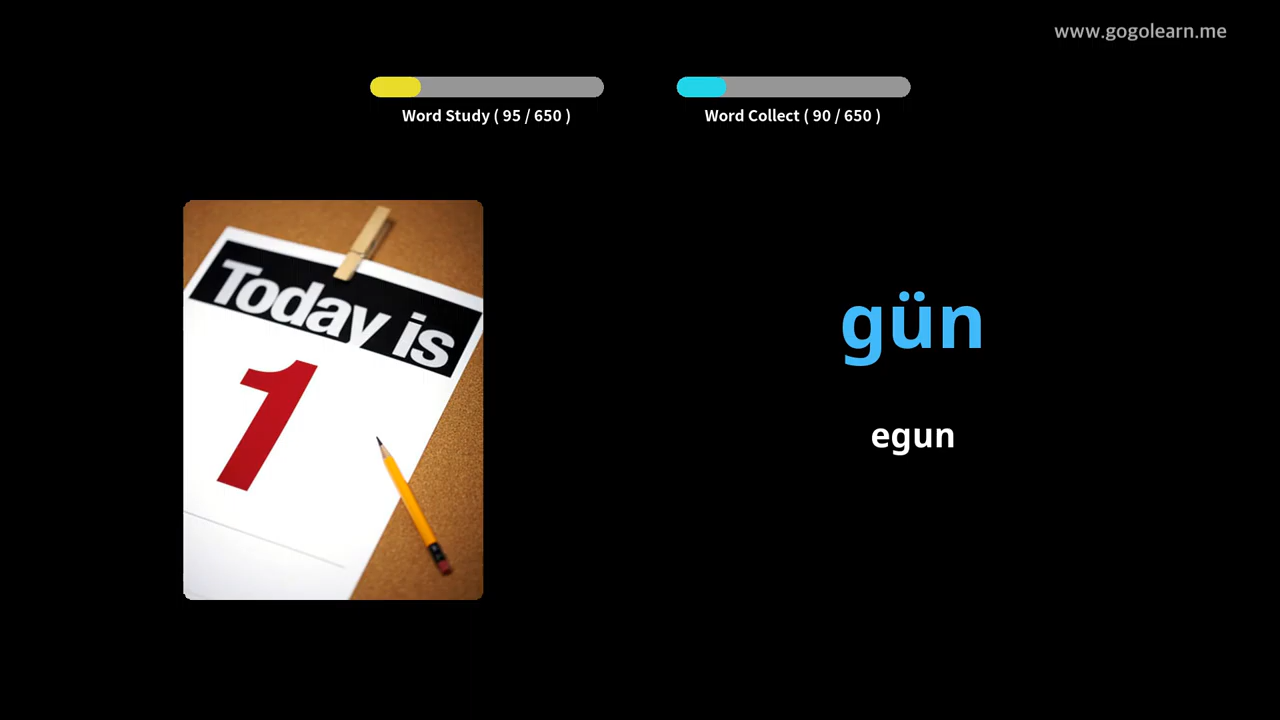 www.gogolearn.me
Word Study ( 95 / 650 )
Word Collect ( 90 / 650 )
Today is
1
gün
egun